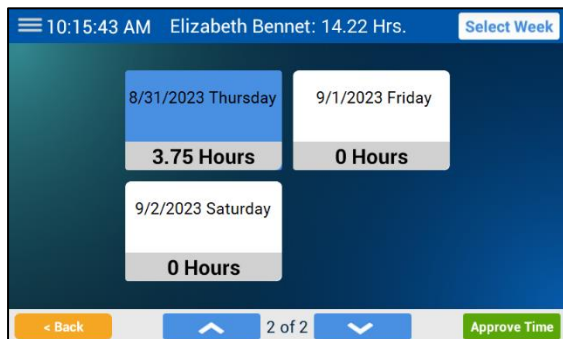 10:15:43 AM Elizabeth Bennet: 14.22 Hrs. Select Week
8/31/2023 Thursday
3.75 Hours
9/1/2023 Friday
0 Hours
9/2/2023 Saturday
0 Hours
< Back 2 of 2 Approve Time